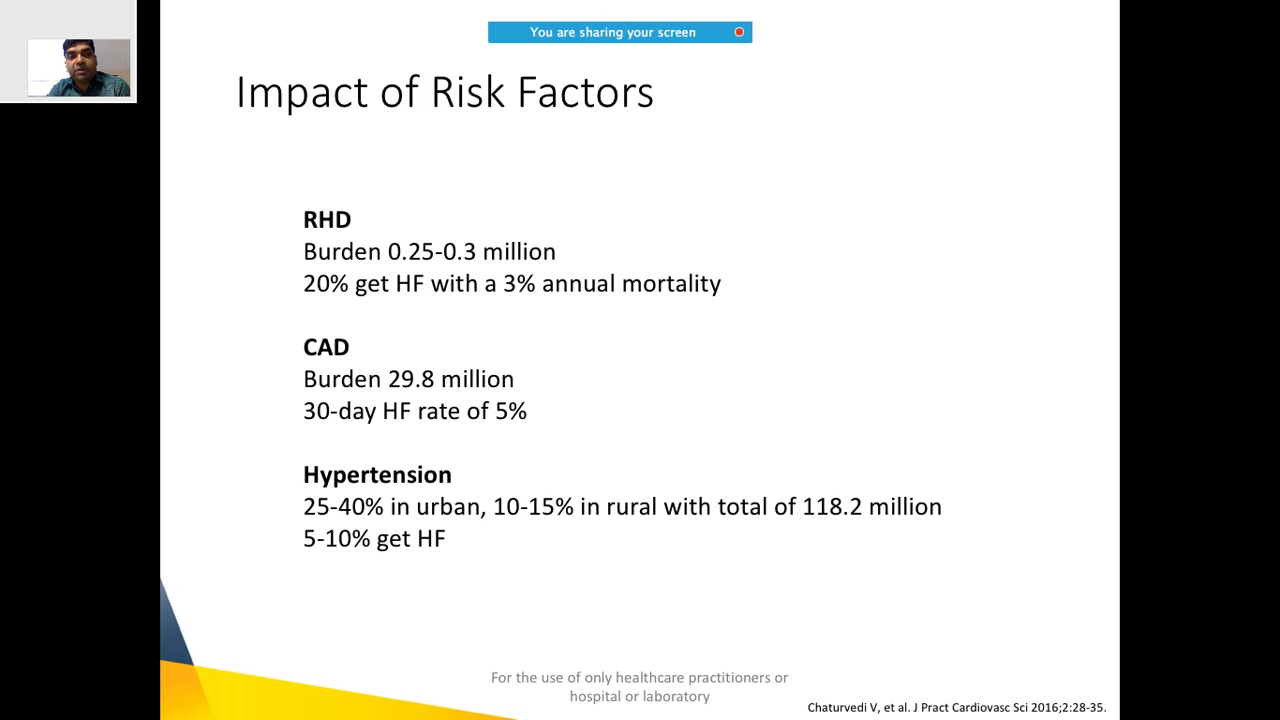 You are sharing your screen
Impact of Risk Factors
RHD
Burden 0.25-0.3 million
20% get HF with a 3% annual mortality
CAD
Burden 29.8 million
30-day HF rate of 5%
Hypertension
25-40% in urban, 10-15% in rural with total of 118.2 million
5-10% get HF
For the use of only healthcare practitioners or
hospital or laboratory
Chaturvedi V, et al. J Pract Cardiovasc Sci 2016;2:28-35.